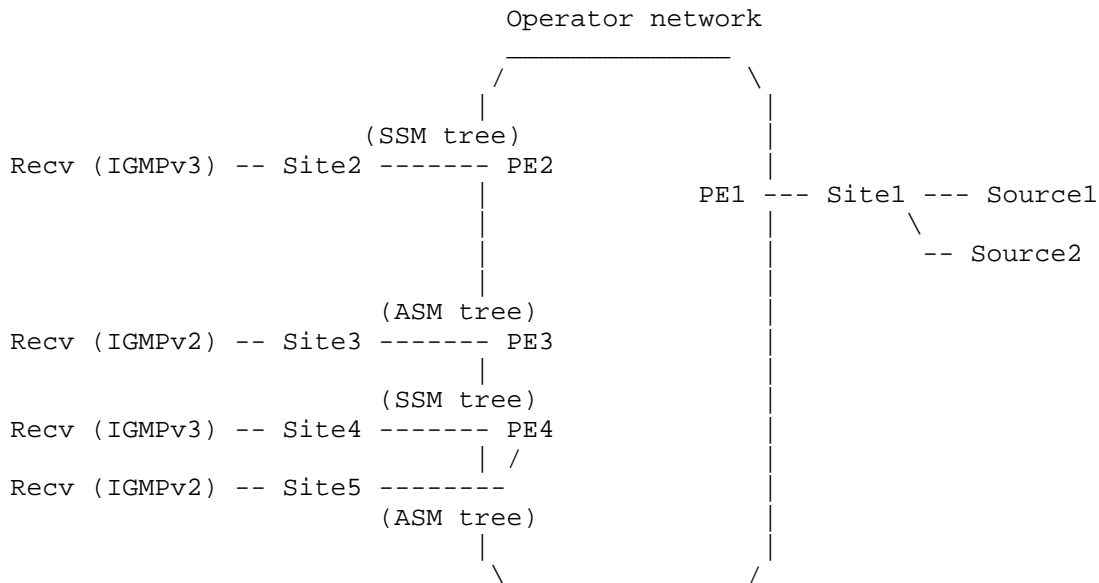 Operator network
(SSM tree)
Recv (IGMPv3) -- Site2 ------- PE2
PE1 --- Site1 --- Source1
-- Source2
(ASM tree)
Recv (IGMPv2) -- Site3 ------- PE3
(SSM tree)
Recv (IGMPv3) -- Site4 ------- PE4
Recv (IGMPv2) -- Site5 --------
(ASM tree)